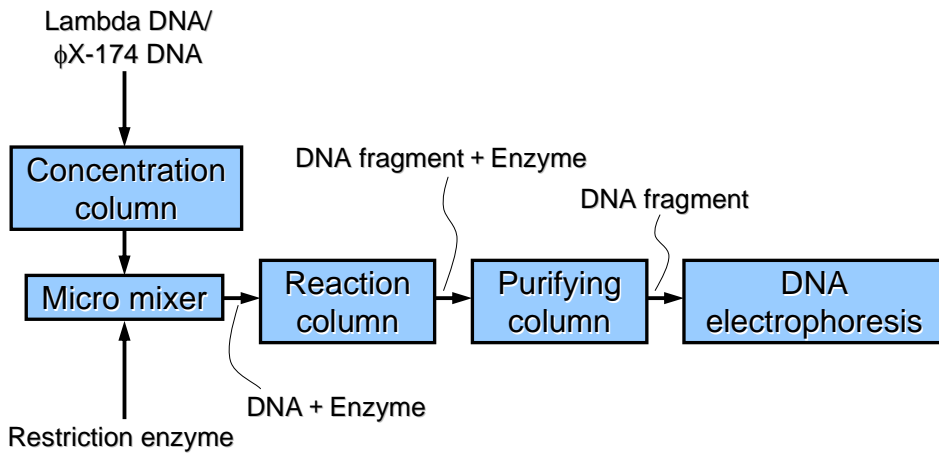 Lambda DNA/
ϕX-174 DNA
Concentration
column
DNA fragment + Enzyme
DNA fragment
Micro mixer
Reaction
column
Purifying
column
DNA
electrophoresis
DNA + Enzyme
Restriction enzyme